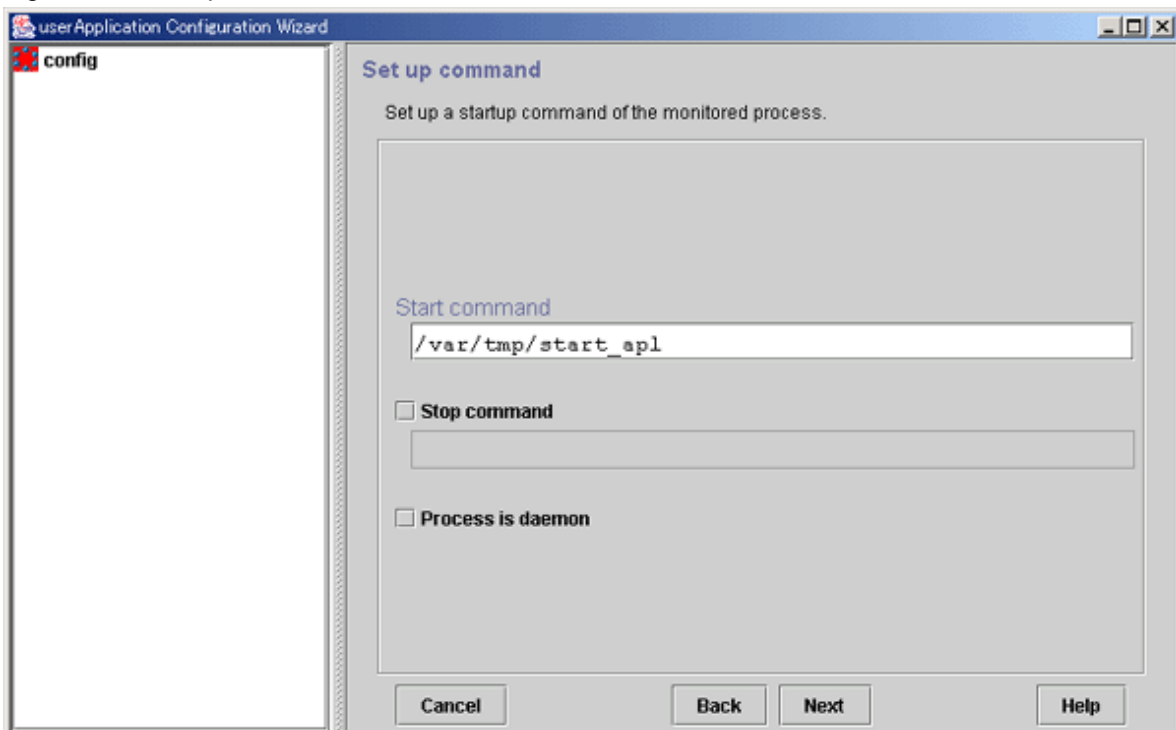 userApplication Configuration Wizard
config
Set up command
Set up a startup command of the monitored process.
Start command
/var/tmp/start_apl
Stop command
Process is daemon
Cancel
Back
Next
Help